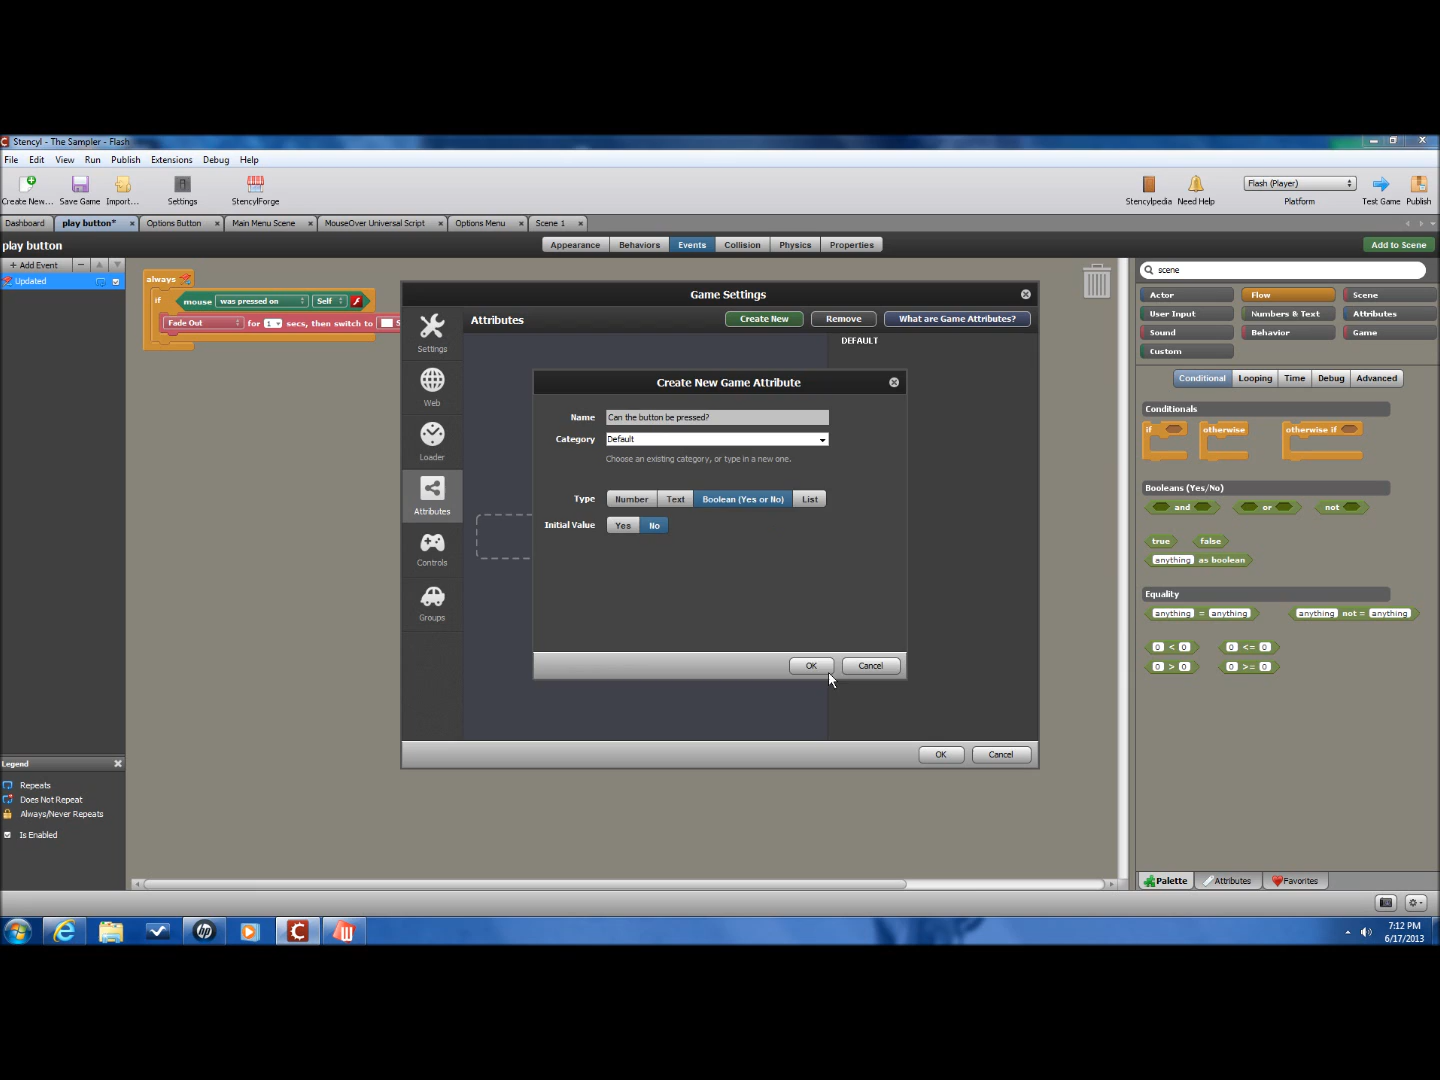 Stencyl - The Sampler - Flash
File Edit View Run Publish Extensions Debug Help
Create New... Save Game Import... Settings StencylForge
Stencylpedia Need Help Flash (Player) Platform Test Game Publish
Dashboard play button* Options Button Main Menu Scene MouseOver Universal Script Options Menu Scene 1
play button
Appearance Behaviors Events Collision Physics Properties
Add to Scene
+ Add Event
Updated
always
if mouse was pressed on Self
Fade Out for 1 secs, then switch to S
Game Settings
Attributes
Create New Remove What are Game Attributes?
DEFAULT
Settings
Web
Loader
Attributes
Controls
Groups
Create New Game Attribute
Name Can the button be pressed?
Category Default
Choose an existing category, or type in a new one.
Type Number Text Boolean (Yes or No) List
Initial Value Yes No
OK Cancel
OK Cancel
scene
Actor Flow Scene
User Input Numbers & Text Attributes
Sound Behavior Game
Custom
Conditional Looping Time Debug Advanced
Conditionals
if otherwise otherwise if
Booleans (Yes/No)
and or not
true false
anything as boolean
Equality
anything = anything anything not = anything
0 < 0 0 <= 0
0 > 0 0 >= 0
Legend
Repeats
Does Not Repeat
Always/Never Repeats
Is Enabled
Palette Attributes Favorites
7:12 PM
6/17/2013